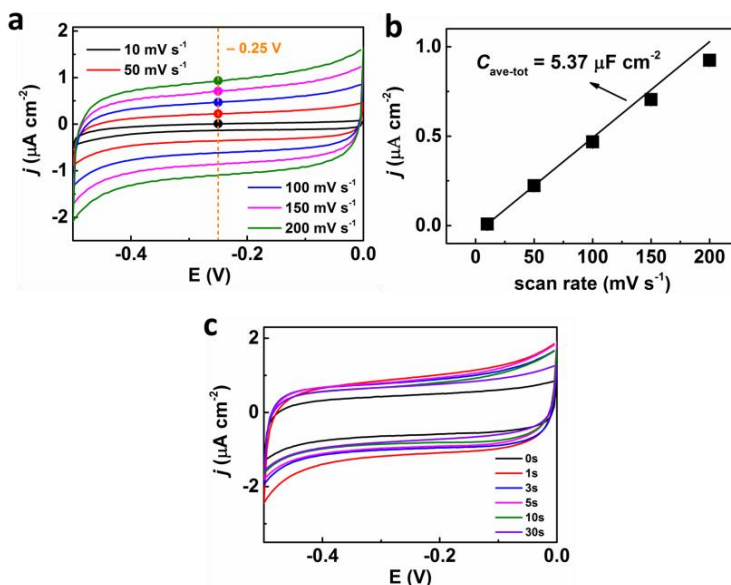 a
10 mV s⁻¹
50 mV s⁻¹
– 0.25 V
100 mV s⁻¹
150 mV s⁻¹
200 mV s⁻¹
2
1
0
-1
-2
j (μA cm⁻²)
-0.4
-0.2
0.0
E (V)
b
C ave-tot = 5.37 μF cm⁻²
1.0
0.5
0.0
j (μA cm⁻²)
0
50
100
150
200
scan rate (mV s⁻¹)
c
2
0
-2
j (μA cm⁻²)
0s
1s
3s
5s
10s
30s
-0.4
-0.2
0.0
E (V)